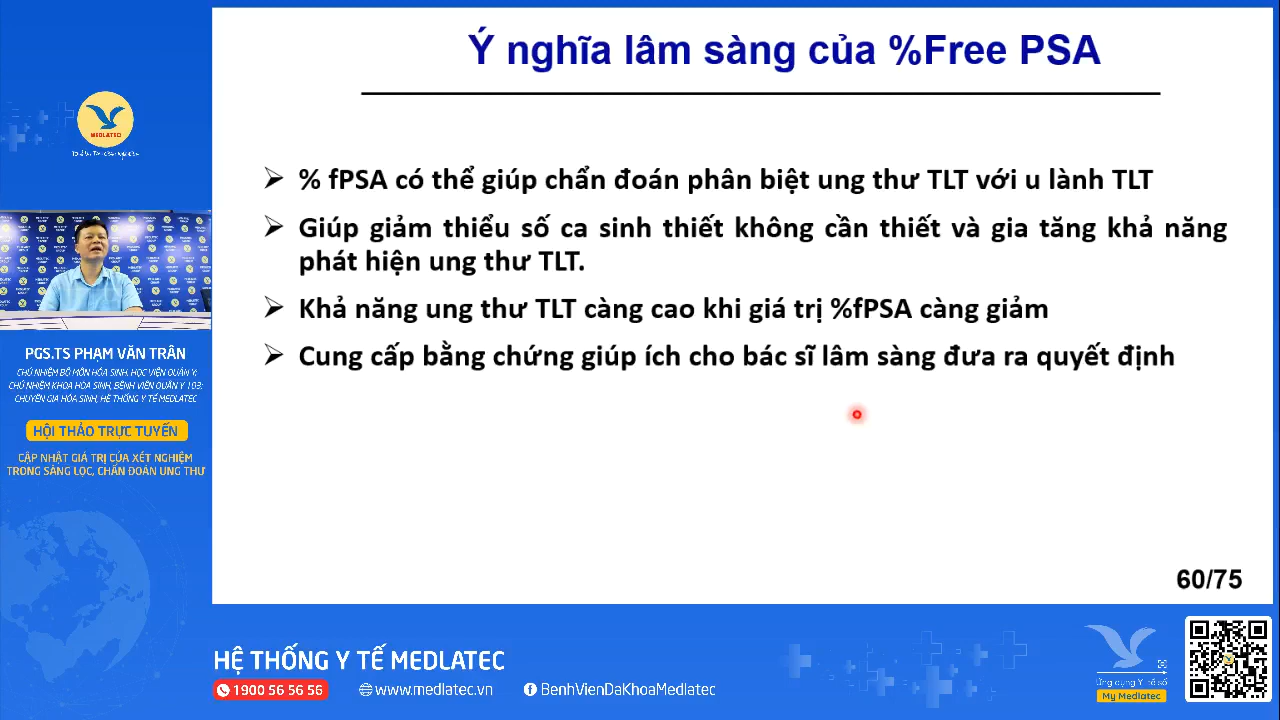 Ý nghĩa lâm sàng của %Free PSA
➢ % fPSA có thể giúp chẩn đoán phân biệt ung thư TLT với u lành TLT
➢ Giúp giảm thiểu số ca sinh thiết không cần thiết và gia tăng khả năng
phát hiện ung thư TLT.
➢ Khả năng ung thư TLT càng cao khi giá trị %fPSA càng giảm
➢ Cung cấp bằng chứng giúp ích cho bác sĩ lâm sàng đưa ra quyết định
60/75
MEDLATEC
PGS.TS PHẠM VĂN TRÂN
CHỦ NHIỆM BỘ MÔN HÓA SINH, HỌC VIỆN QUÂN Y;
CHỦ NHIỆM KHOA HÓA SINH, BỆNH VIỆN QUÂN Y 103;
CHUYÊN GIA HÓA SINH, HỆ THỐNG Y TẾ MEDLATEC
HỘI THẢO TRỰC TUYẾN
CẬP NHẬT GIÁ TRỊ CỦA XÉT NGHIỆM
TRONG SÀNG LỌC, CHẨN ĐOÁN UNG THƯ
HỆ THỐNG Y TẾ MEDLATEC
1900 56 56 56
www.medlatec.vn
BenhVienDaKhoaMedlatec
Ứng dụng Y tế số
My Medlatec